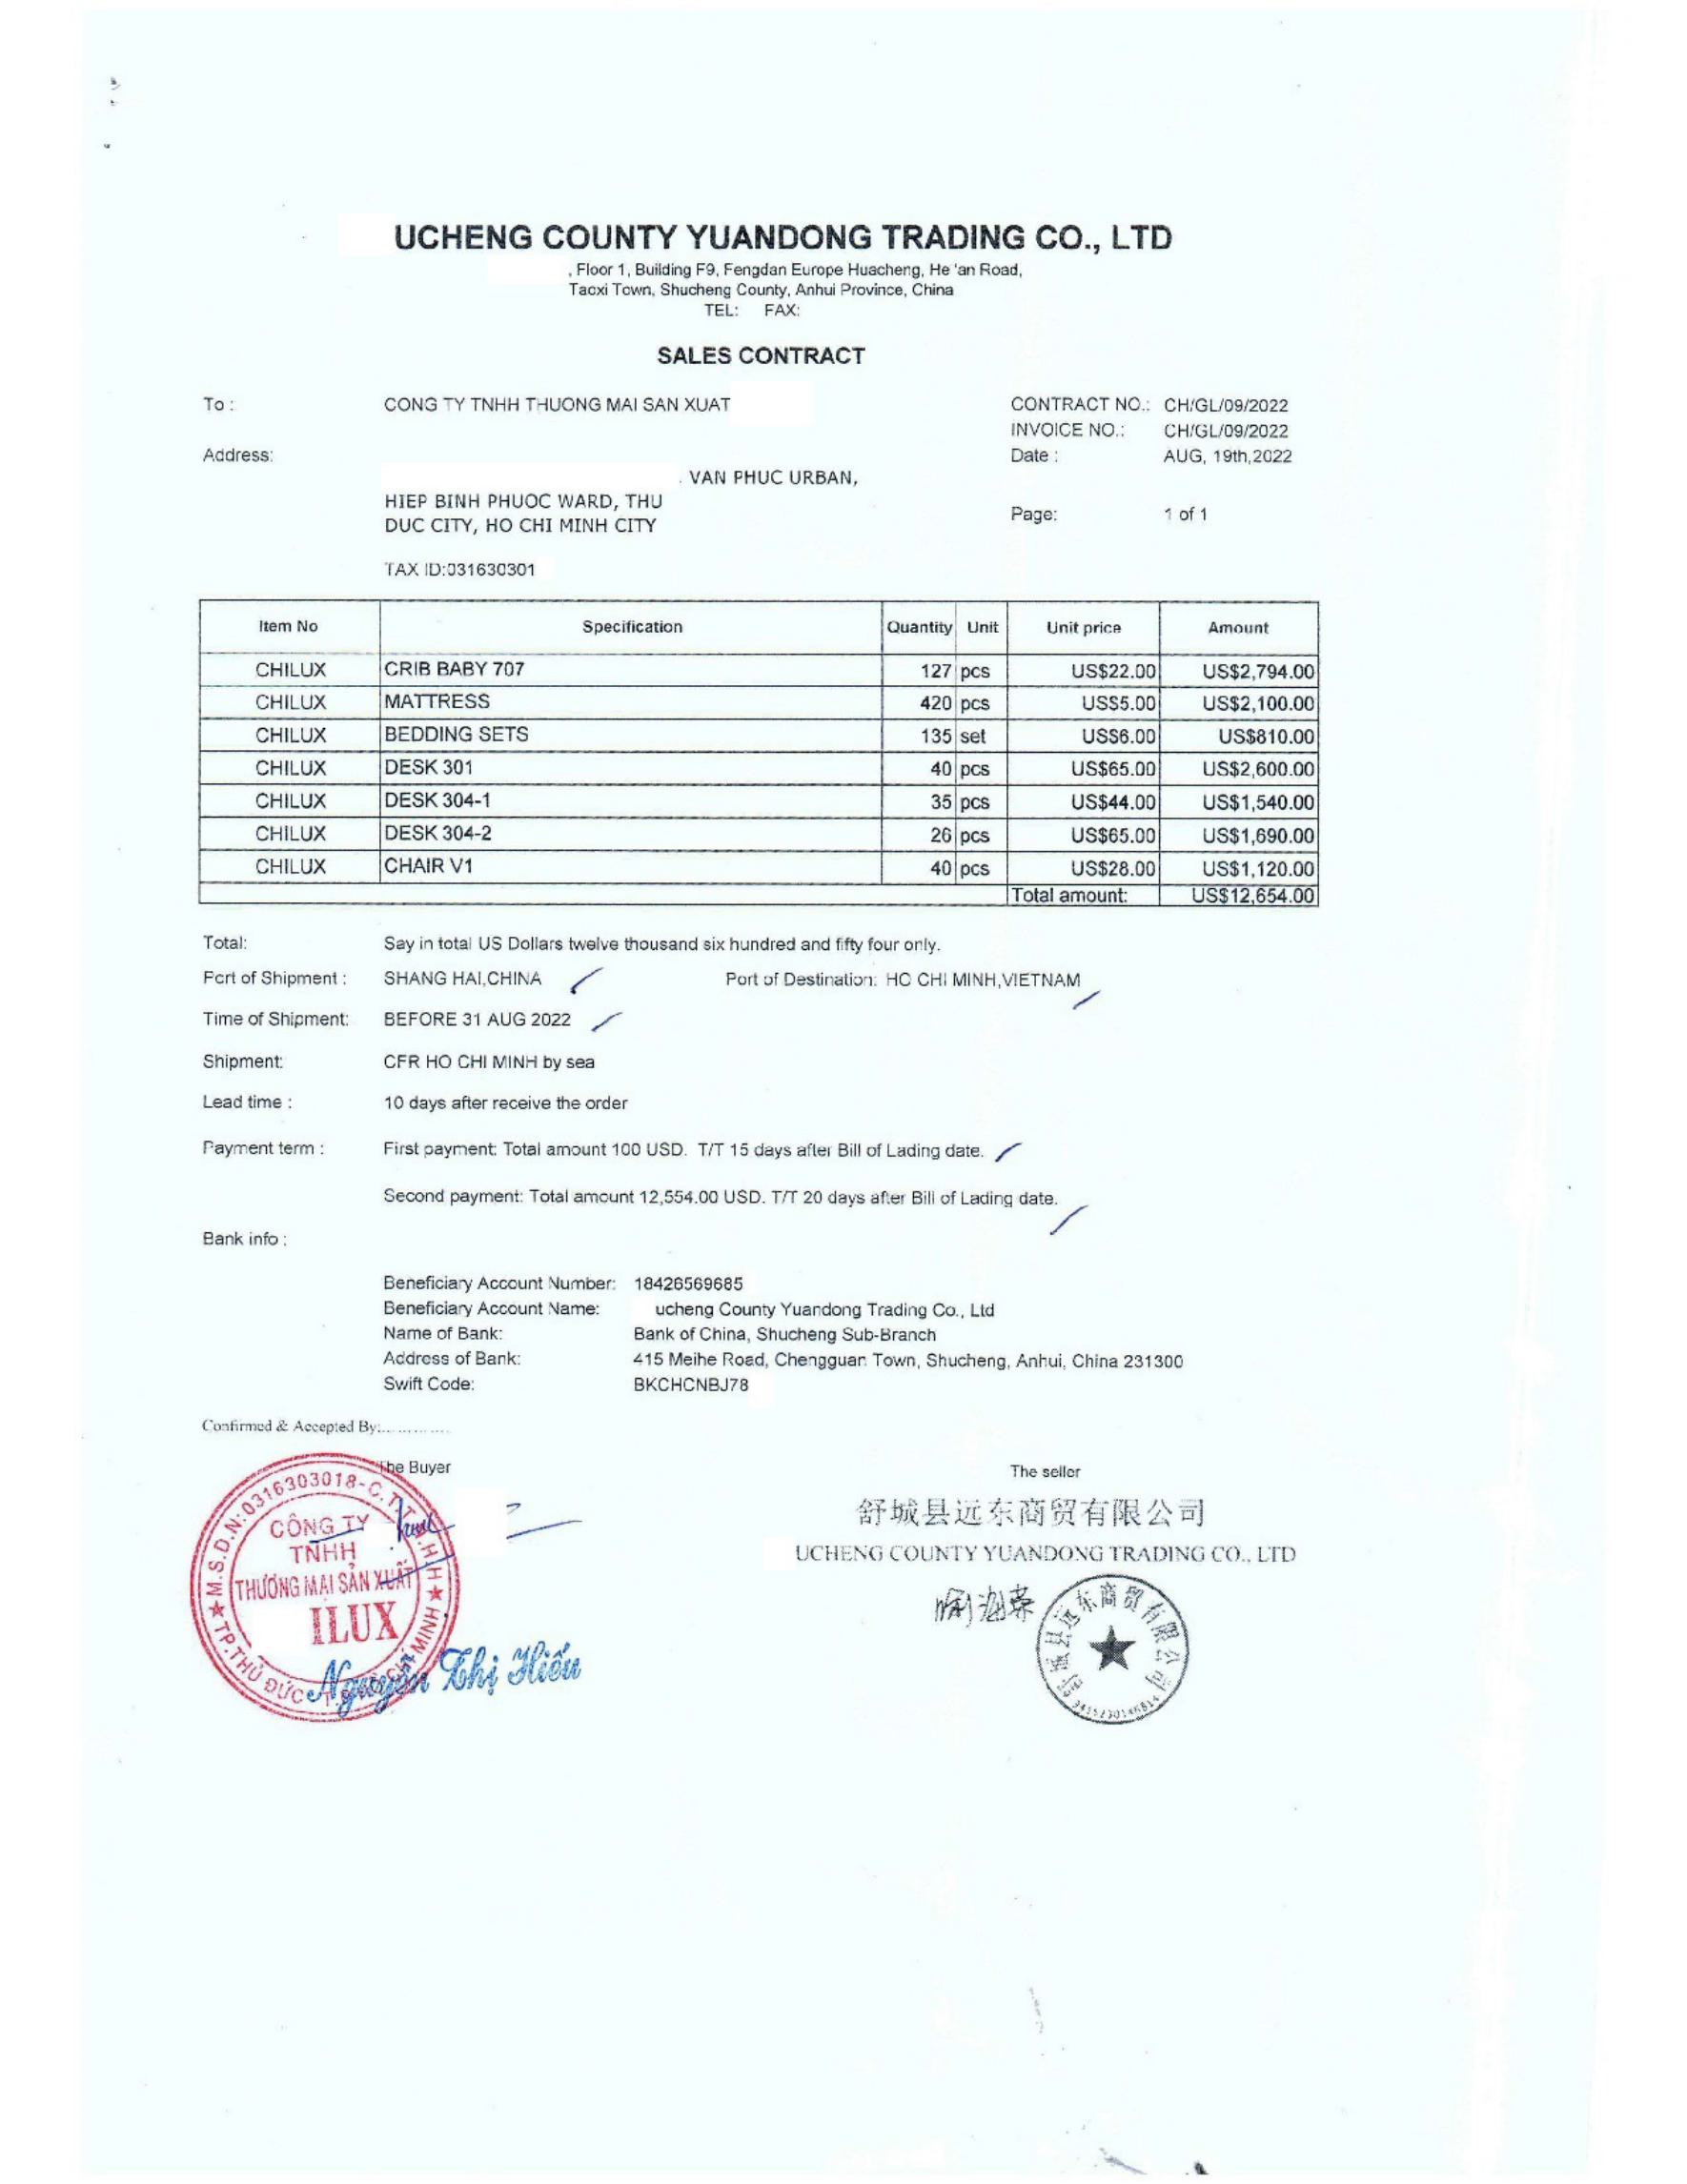 UCHENG COUNTY YUANDONG TRADING CO., LTD
, Floor 1, Building F9, Fengdan Europe Huacheng, He 'an Road,
Taoxi Town, Shucheng County, Anhui Province, China
TEL: FAX:
SALES CONTRACT
To : CONG TY TNHH THUONG MAI SAN XUAT CONTRACT NO.: CH/GL/09/2022
INVOICE NO.: CH/GL/09/2022
Address: Date : AUG, 19th,2022
VAN PHUC URBAN,
HIEP BINH PHUOC WARD, THU
DUC CITY, HO CHI MINH CITY
Page: 1 of 1
TAX ID:031630301
Item No Specification Quantity Unit Unit price Amount
CHILUX CRIB BABY 707 127 pcs US$22.00 US$2,794.00
CHILUX MATTRESS 420 pcs US$5.00 US$2,100.00
CHILUX BEDDING SETS 135 set US$6.00 US$810.00
CHILUX DESK 301 40 pcs US$65.00 US$2,600.00
CHILUX DESK 304-1 35 pcs US$44.00 US$1,540.00
CHILUX DESK 304-2 26 pcs US$65.00 US$1,690.00
CHILUX CHAIR V1 40 pcs US$28.00 US$1,120.00
Total amount: US$12,654.00
Total: Say in total US Dollars twelve thousand six hundred and fifty four only.
Port of Shipment : SHANG HAI,CHINA Port of Destination: HO CHI MINH,VIETNAM
Time of Shipment: BEFORE 31 AUG 2022
Shipment: CFR HO CHI MINH by sea
Lead time : 10 days after receive the order
Payment term : First payment: Total amount 100 USD. T/T 15 days after Bill of Lading date.
Second payment: Total amount 12,554.00 USD. T/T 20 days after Bill of Lading date.
Bank info :
Beneficiary Account Number: 18426569685
Beneficiary Account Name: ucheng County Yuandong Trading Co., Ltd
Name of Bank: Bank of China, Shucheng Sub-Branch
Address of Bank: 415 Meihe Road, Chengguan Town, Shucheng, Anhui, China 231300
Swift Code: BKCHCNBJ78
Confirmed & Accepted By:..............
The Buyer
The seller
M.S.D.N:0316303018-C.T.T.N.H.H
CÔNG TY
TNHH
THƯƠNG MẠI SẢN XUẤT
ILUX
TP.THỦ ĐỨC
Nguyễn Thị Hiếu
舒城县远东商贸有限公司
UCHENG COUNTY YUANDONG TRADING CO., LTD
舒城县远东商贸有限公司